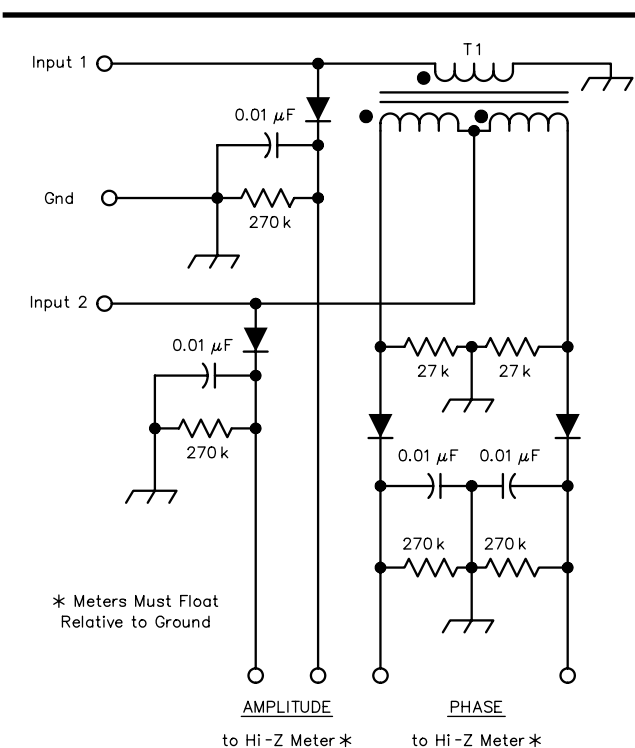 T1
Input 1
0.01 μF
Gnd
270 k
Input 2
0.01 μF
27 k 27 k
270 k
0.01 μF 0.01 μF
270 k 270 k
* Meters Must Float
Relative to Ground
AMPLITUDE PHASE
to Hi-Z Meter* to Hi-Z Meter*